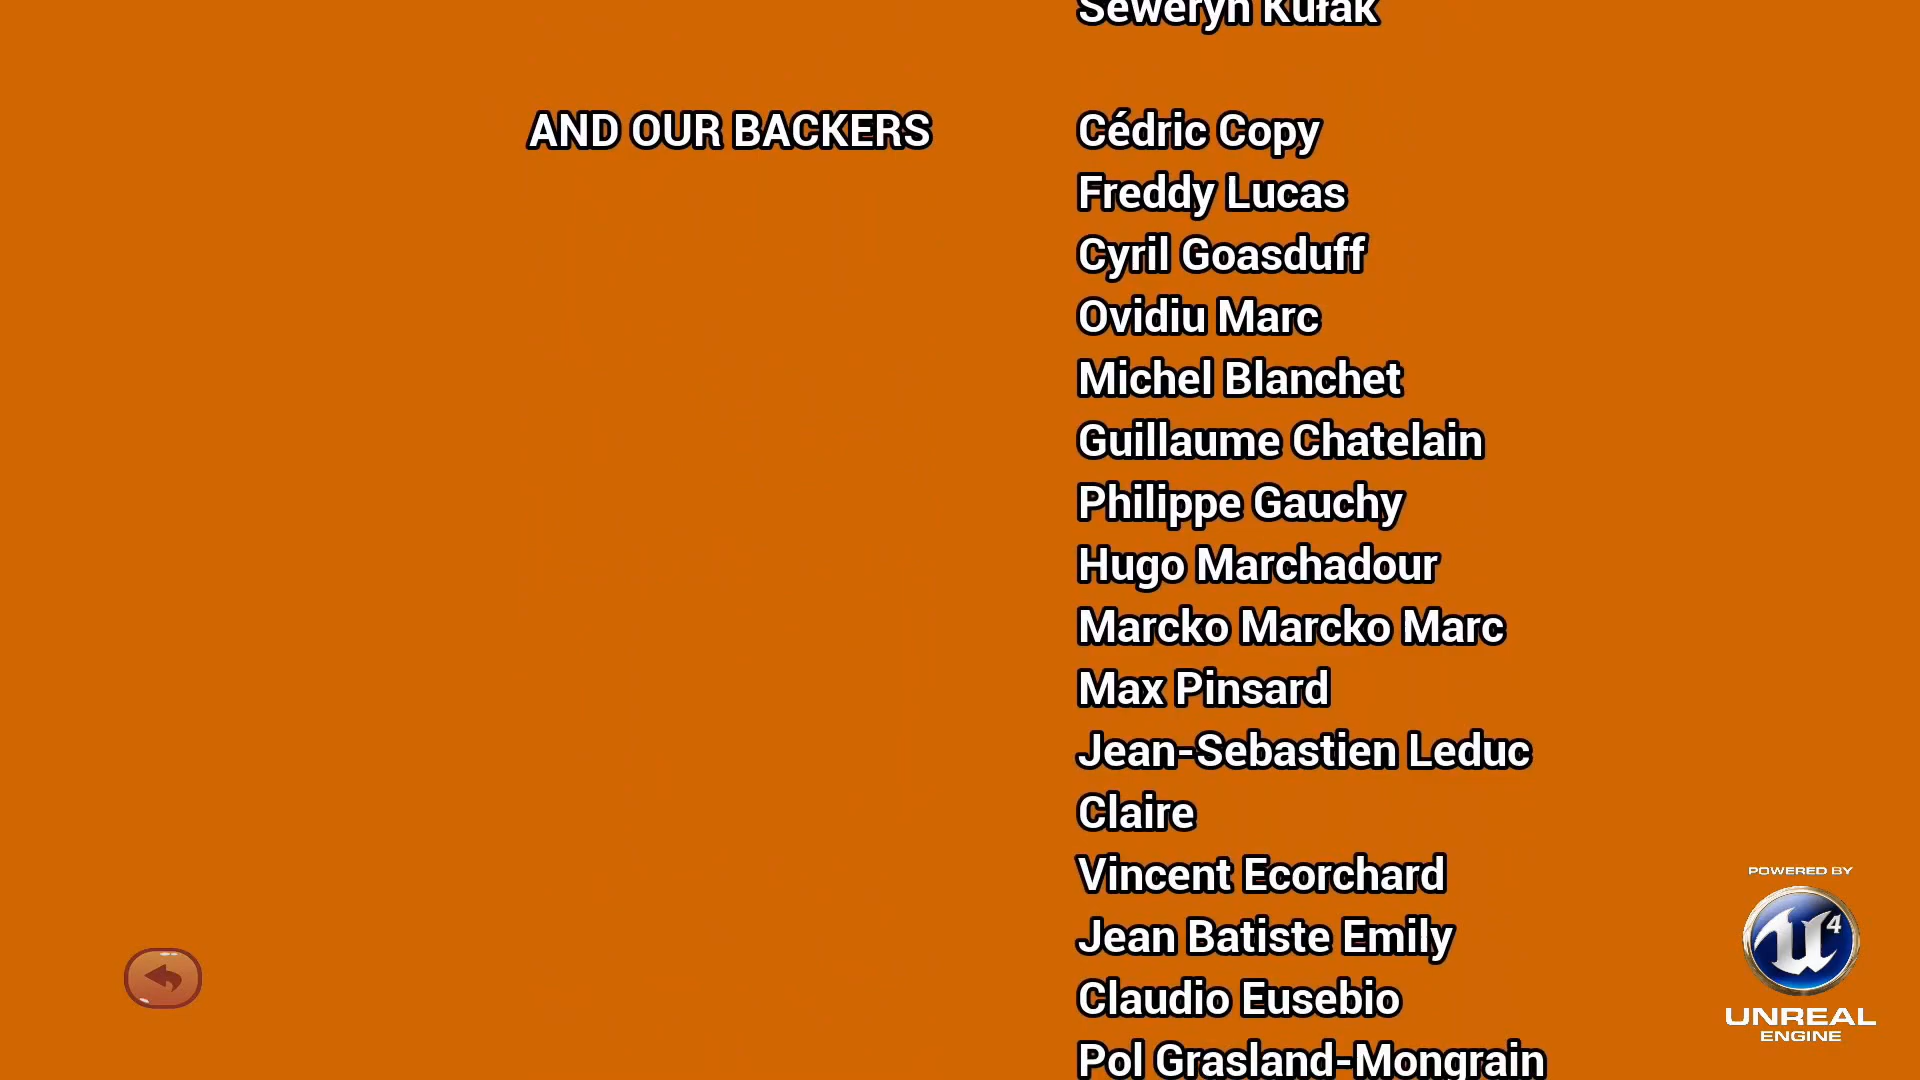 Seweryn Kułak
AND OUR BACKERS
Cédric Copy
Freddy Lucas
Cyril Goasduff
Ovidiu Marc
Michel Blanchet
Guillaume Chatelain
Philippe Gauchy
Hugo Marchadour
Marcko Marcko Marc
Max Pinsard
Jean-Sebastien Leduc
Claire
Vincent Ecorchard
Jean Batiste Emily
Claudio Eusebio
Pol Grasland-Mongrain
POWERED BY
U4
UNREAL
ENGINE